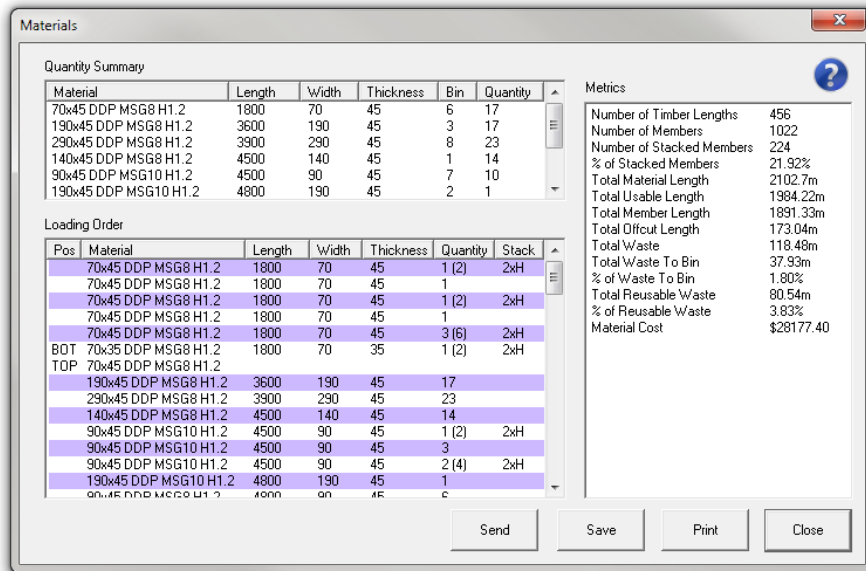 Materials
Quantity Summary
Material Length Width Thickness Bin Quantity
70x45 DDP MSG8 H1.2 1800 70 45 6 17
190x45 DDP MSG8 H1.2 3600 190 45 3 17
290x45 DDP MSG8 H1.2 3900 290 45 8 23
140x45 DDP MSG8 H1.2 4500 140 45 1 14
90x45 DDP MSG10 H1.2 4500 90 45 7 10
190x45 DDP MSG10 H1.2 4800 190 45 2 1
Loading Order
Pos Material Length Width Thickness Quantity Stack
70x45 DDP MSG8 H1.2 1800 70 45 1 (2) 2xH
70x45 DDP MSG8 H1.2 1800 70 45 1
70x45 DDP MSG8 H1.2 1800 70 45 1 (2) 2xH
70x45 DDP MSG8 H1.2 1800 70 45 1
70x45 DDP MSG8 H1.2 1800 70 45 3 (6) 2xH
BOT 70x35 DDP MSG8 H1.2 1800 70 35 1 (2) 2xH
TOP 70x45 DDP MSG8 H1.2
190x45 DDP MSG8 H1.2 3600 190 45 17
290x45 DDP MSG8 H1.2 3900 290 45 23
140x45 DDP MSG8 H1.2 4500 140 45 14
90x45 DDP MSG10 H1.2 4500 90 45 1 (2) 2xH
90x45 DDP MSG10 H1.2 4500 90 45 3
90x45 DDP MSG10 H1.2 4500 90 45 2 (4) 2xH
190x45 DDP MSG10 H1.2 4800 190 45 1
90x45 DDP MSG8 H1.2 4800 90 45 6
Metrics
?
Number of Timber Lengths 456
Number of Members 1022
Number of Stacked Members 224
% of Stacked Members 21.92%
Total Material Length 2102.7m
Total Usable Length 1984.22m
Total Member Length 1891.33m
Total Offcut Length 173.04m
Total Waste 118.48m
Total Waste To Bin 37.93m
% of Waste To Bin 1.80%
Total Reusable Waste 80.54m
% of Reusable Waste 3.83%
Material Cost $28177.40
Send Save Print Close